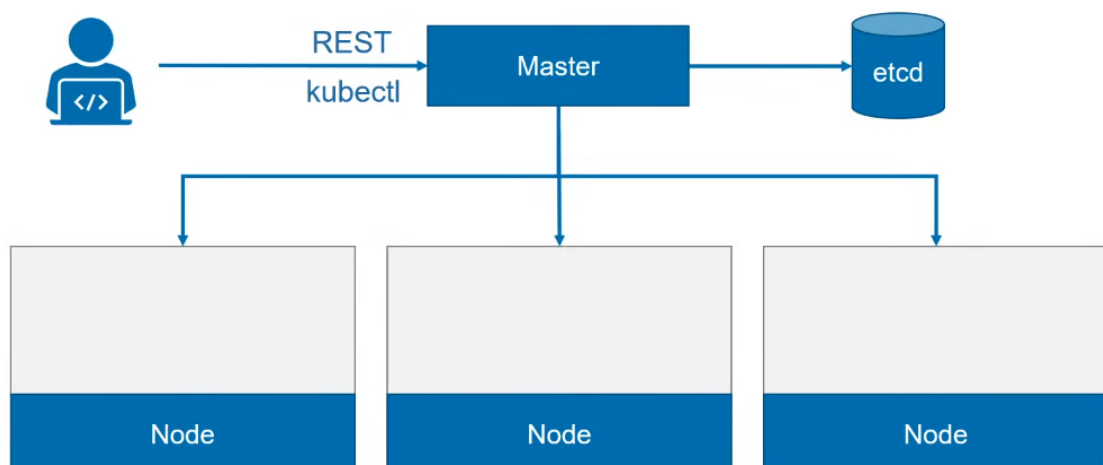 REST
kubectl
Master
etcd
</>
Node
Node
Node